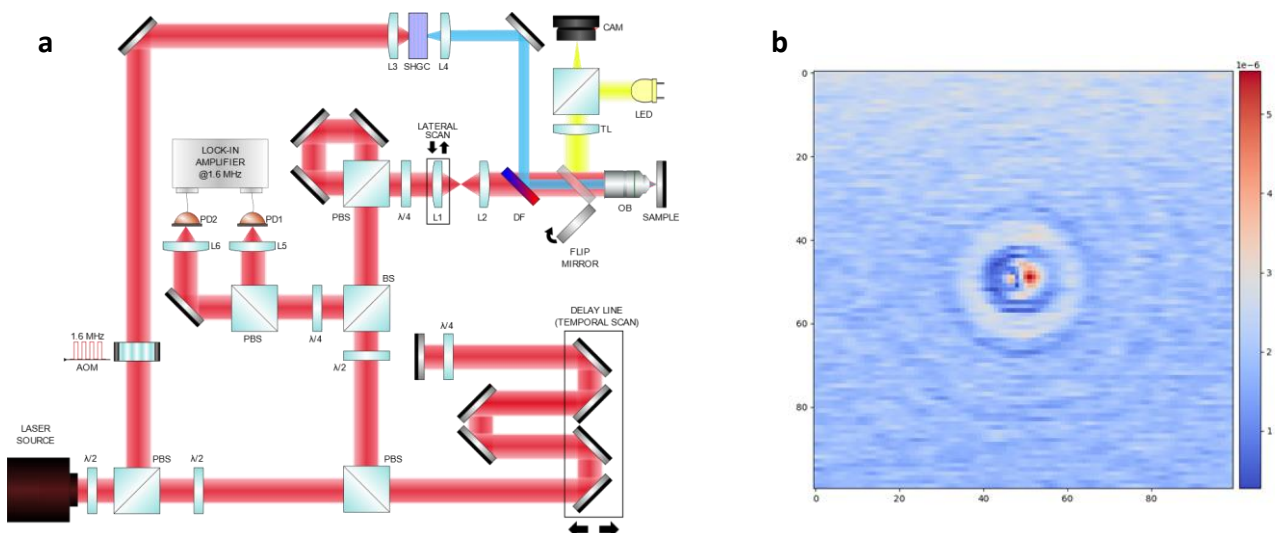 a
b
CAM
L3
SHGC
L4
LED
TL
LATERAL
SCAN
LOCK-IN
AMPLIFIER
@1.6 MHz
PD2
PD1
PBS
λ/4
L1
L2
DF
OB
SAMPLE
FLIP
MIRROR
L6
L5
BS
PBS
λ/4
λ/2
DELAY LINE
(TEMPORAL SCAN)
λ/4
1.6 MHz
AOM
LASER
SOURCE
λ/2
PBS
λ/2
PBS
1e-6
0
20
40
60
80
0
20
40
60
80
5
4
3
2
1